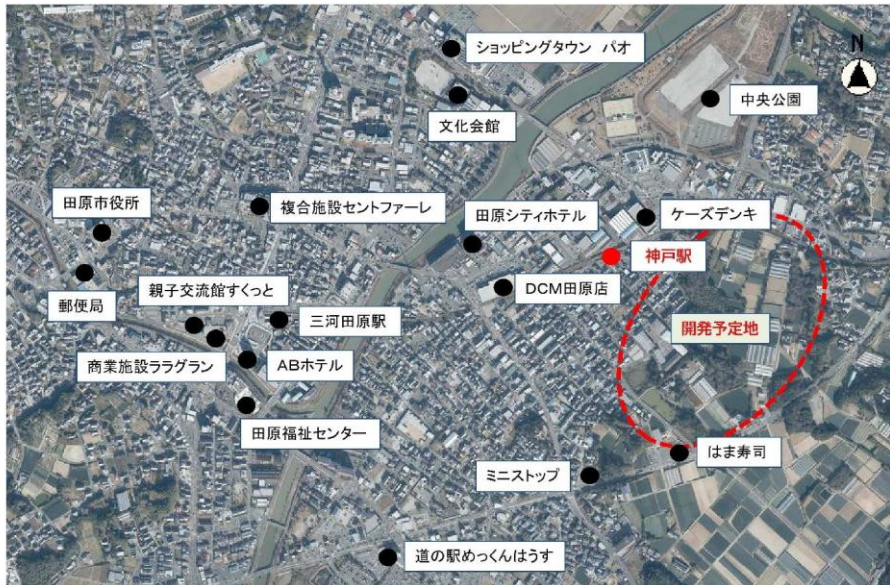 ショッピングタウン パオ
N
中央公園
文化会館
田原市役所
複合施設セントファーレ
田原シティホテル
ケーズデンキ
神戸駅
郵便局
親子交流館すくっと
三河田原駅
DCM田原店
開発予定地
商業施設ララグラン
ABホテル
田原福祉センター
はま寿司
ミニストップ
道の駅めっくんはうす